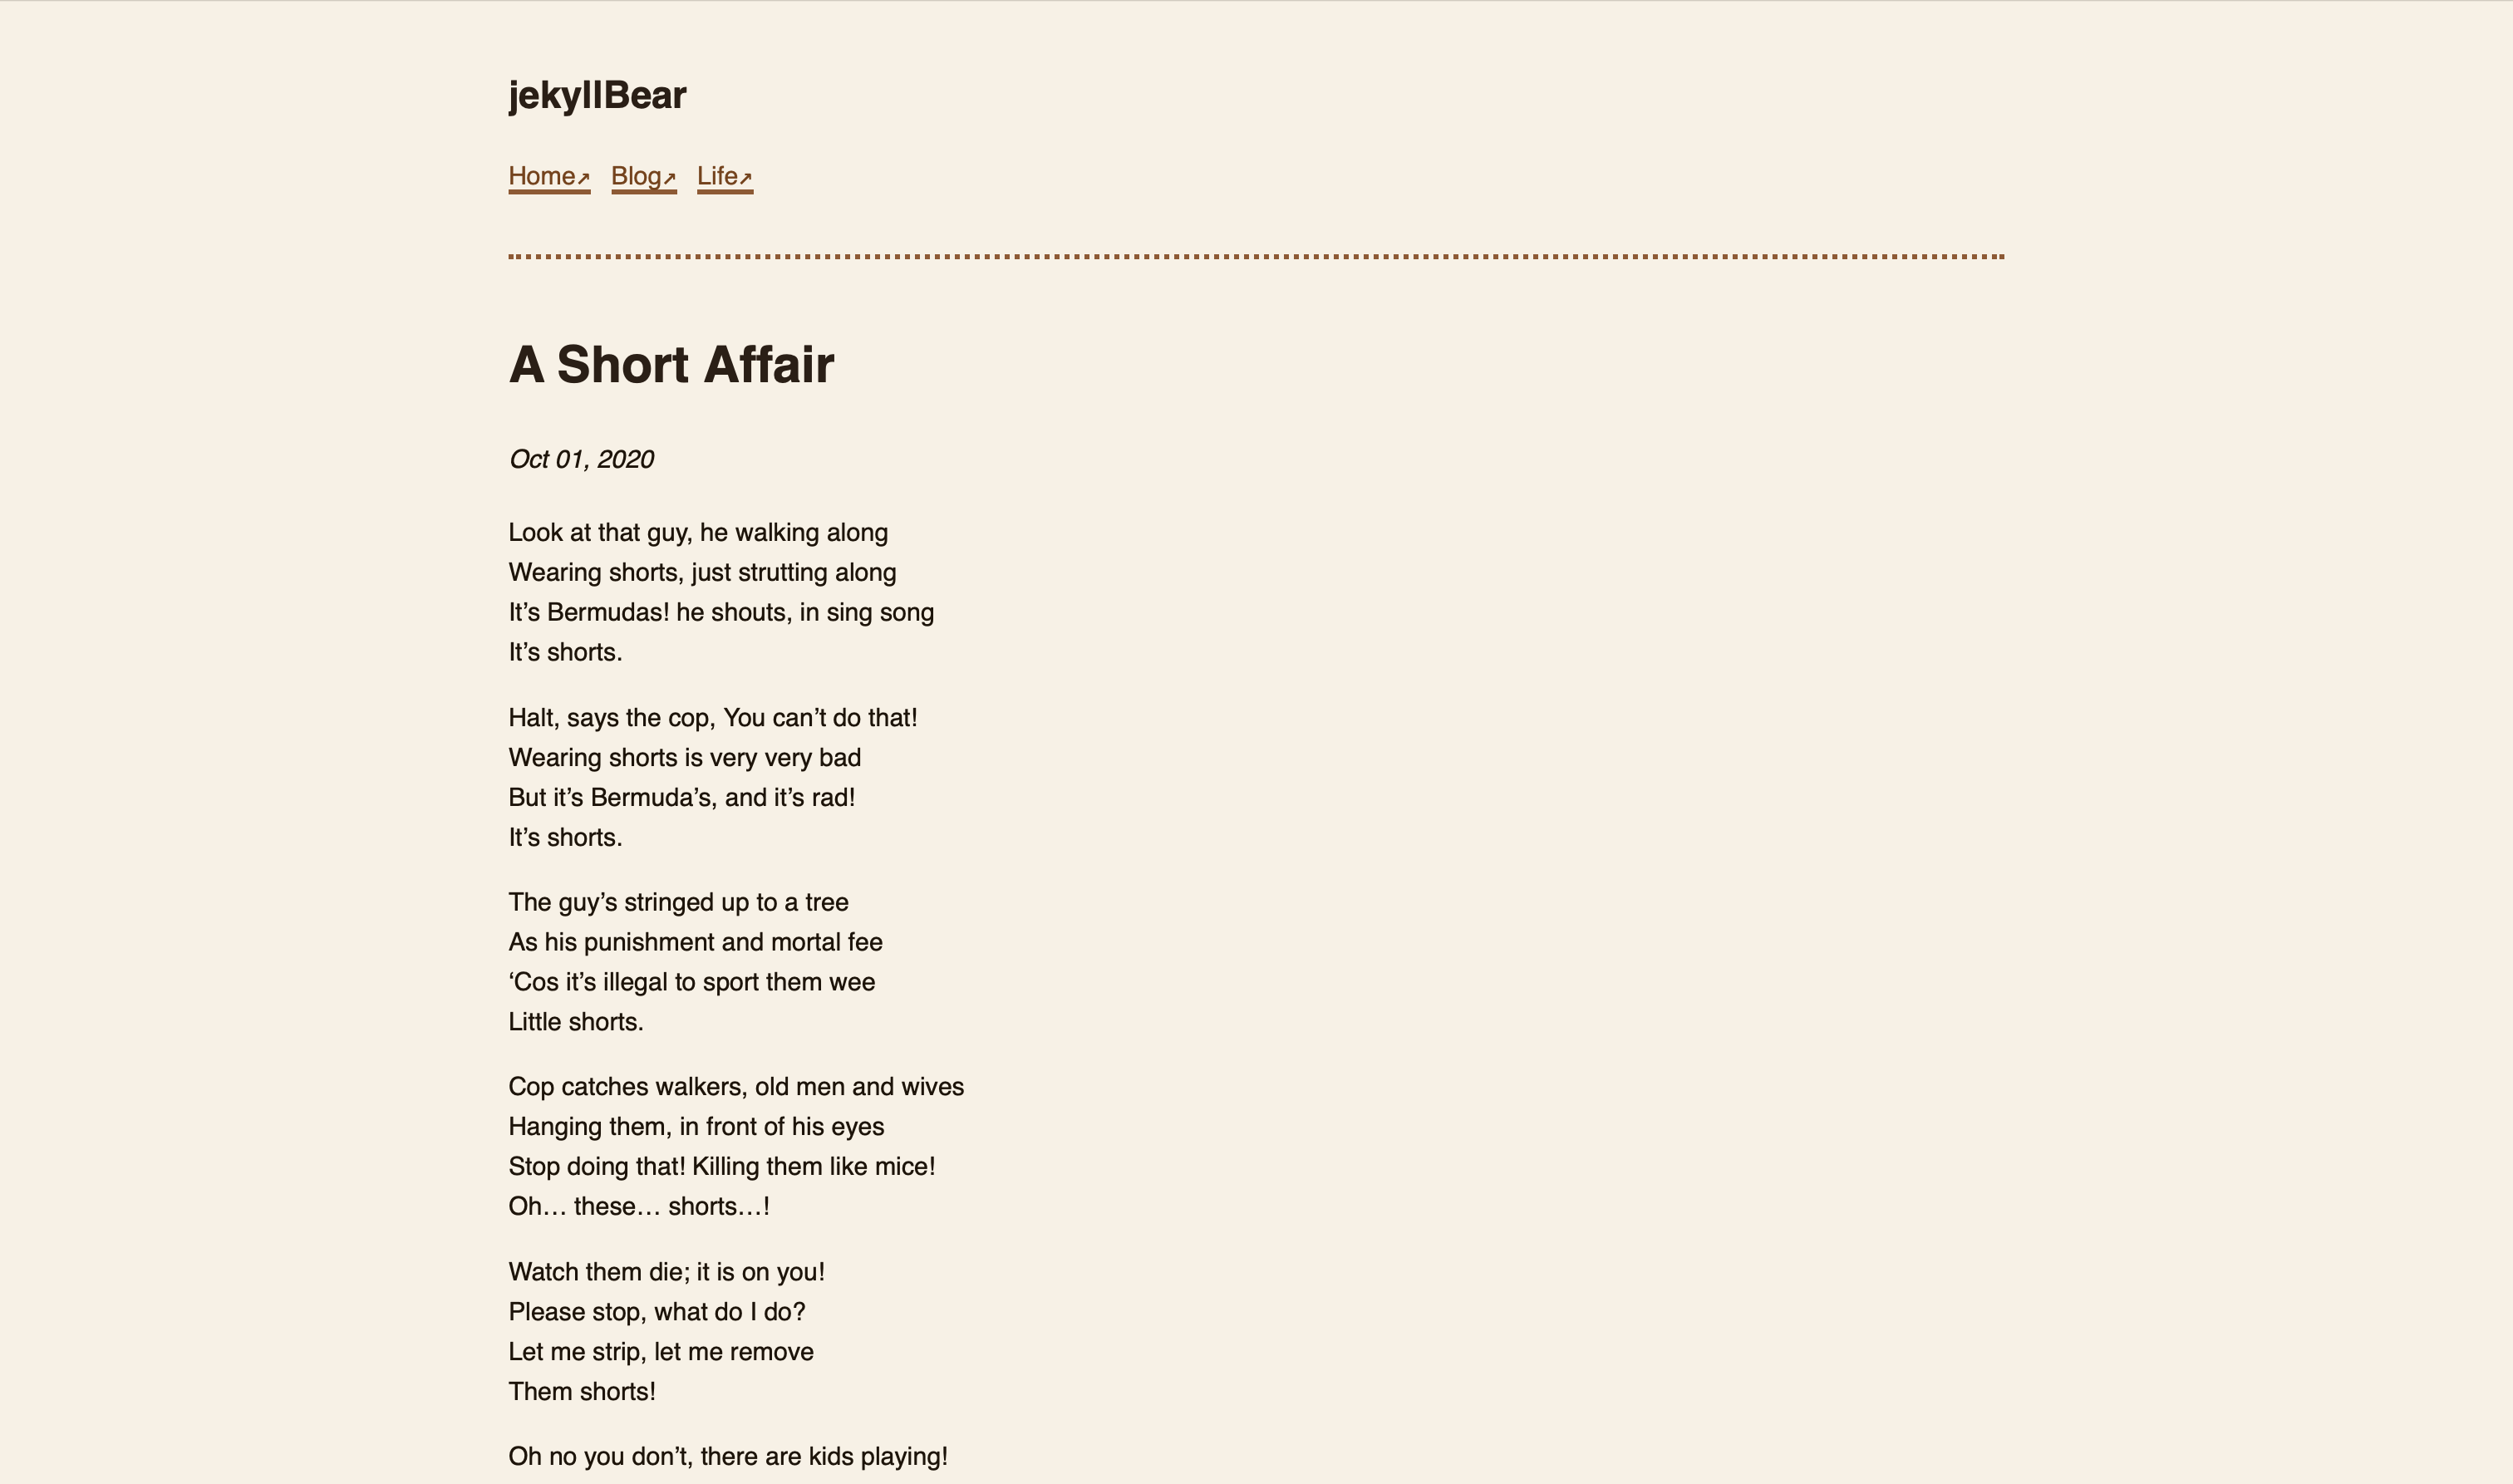 jekyllBear
Home↗ Blog↗ Life↗
A Short Affair
Oct 01, 2020
Look at that guy, he walking along
Wearing shorts, just strutting along
It’s Bermudas! he shouts, in sing song
It’s shorts.
Halt, says the cop, You can’t do that!
Wearing shorts is very very bad
But it’s Bermuda’s, and it’s rad!
It’s shorts.
The guy’s stringed up to a tree
As his punishment and mortal fee
‘Cos it’s illegal to sport them wee
Little shorts.
Cop catches walkers, old men and wives
Hanging them, in front of his eyes
Stop doing that! Killing them like mice!
Oh… these… shorts…!
Watch them die; it is on you!
Please stop, what do I do?
Let me strip, let me remove
Them shorts!
Oh no you don’t, there are kids playing!